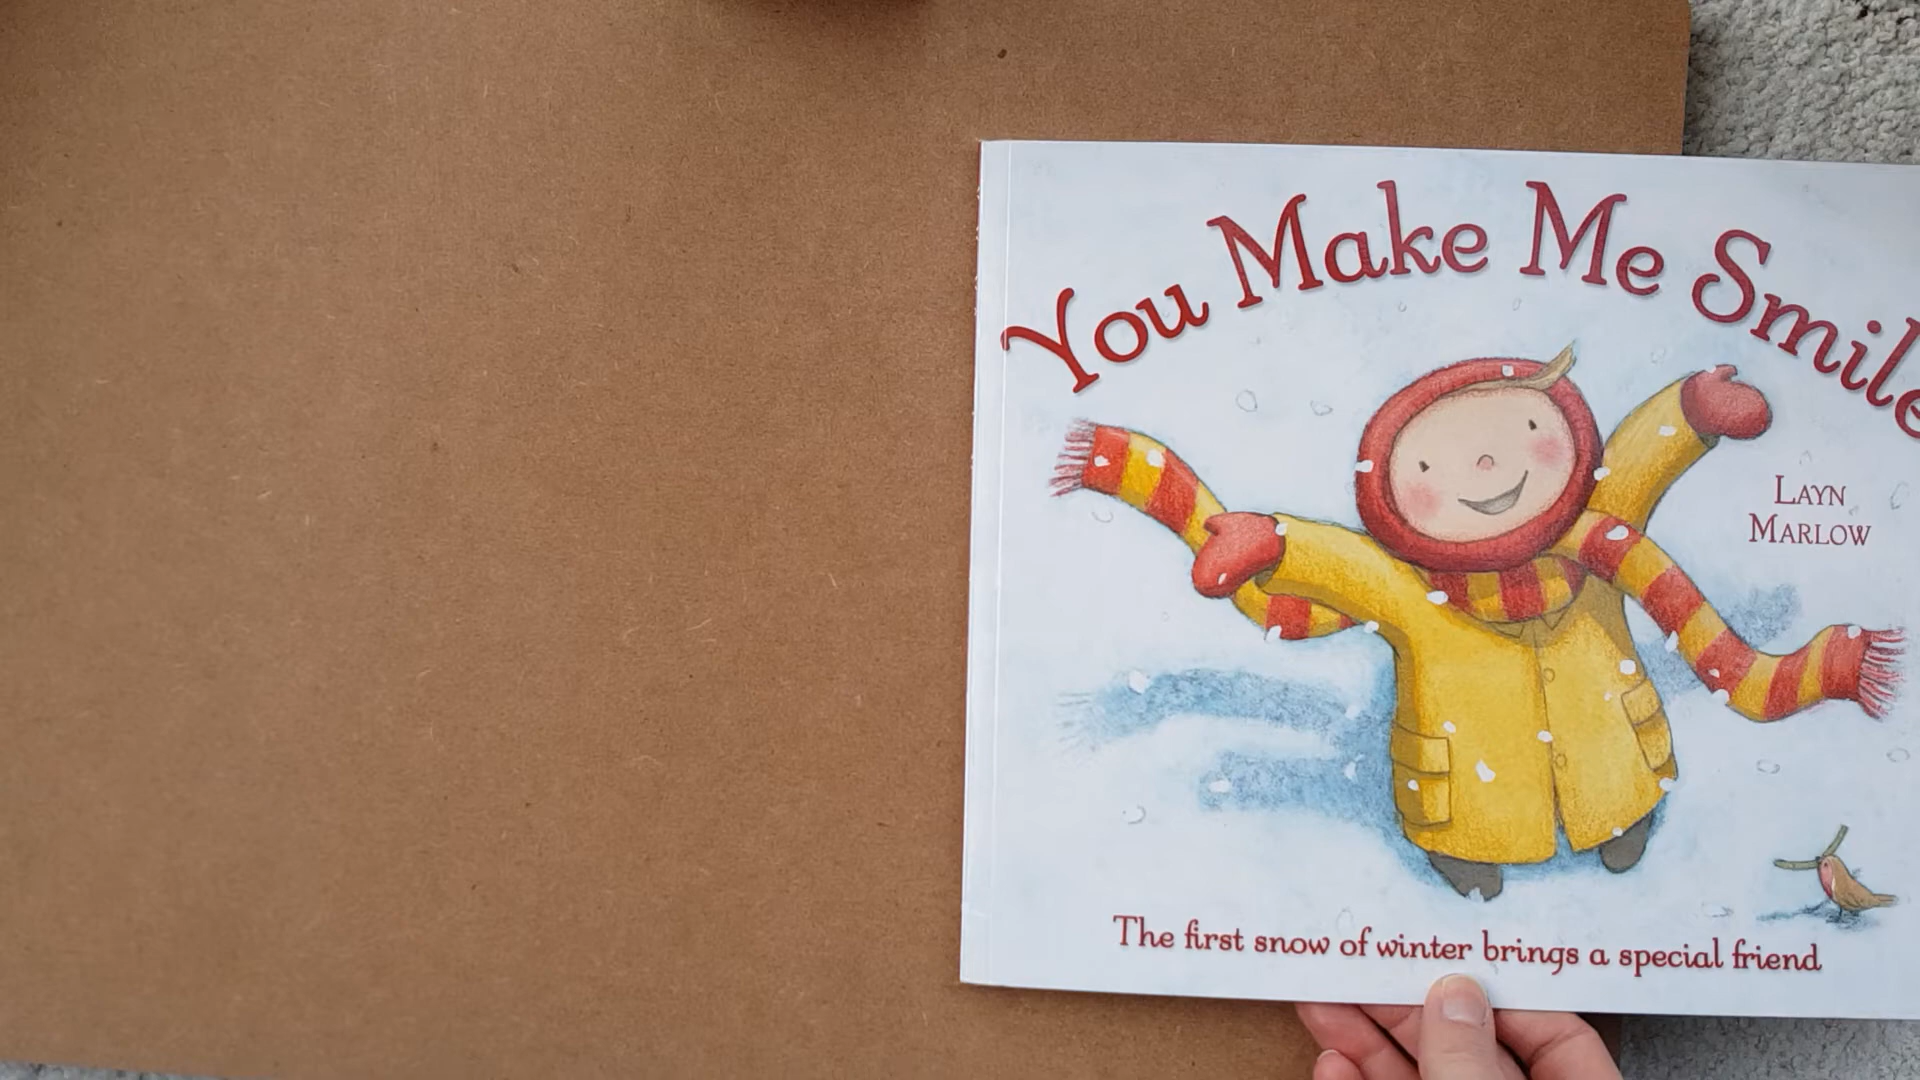 You Make Me Smile
LAYN
MARLOW
The first snow of winter brings a special friend